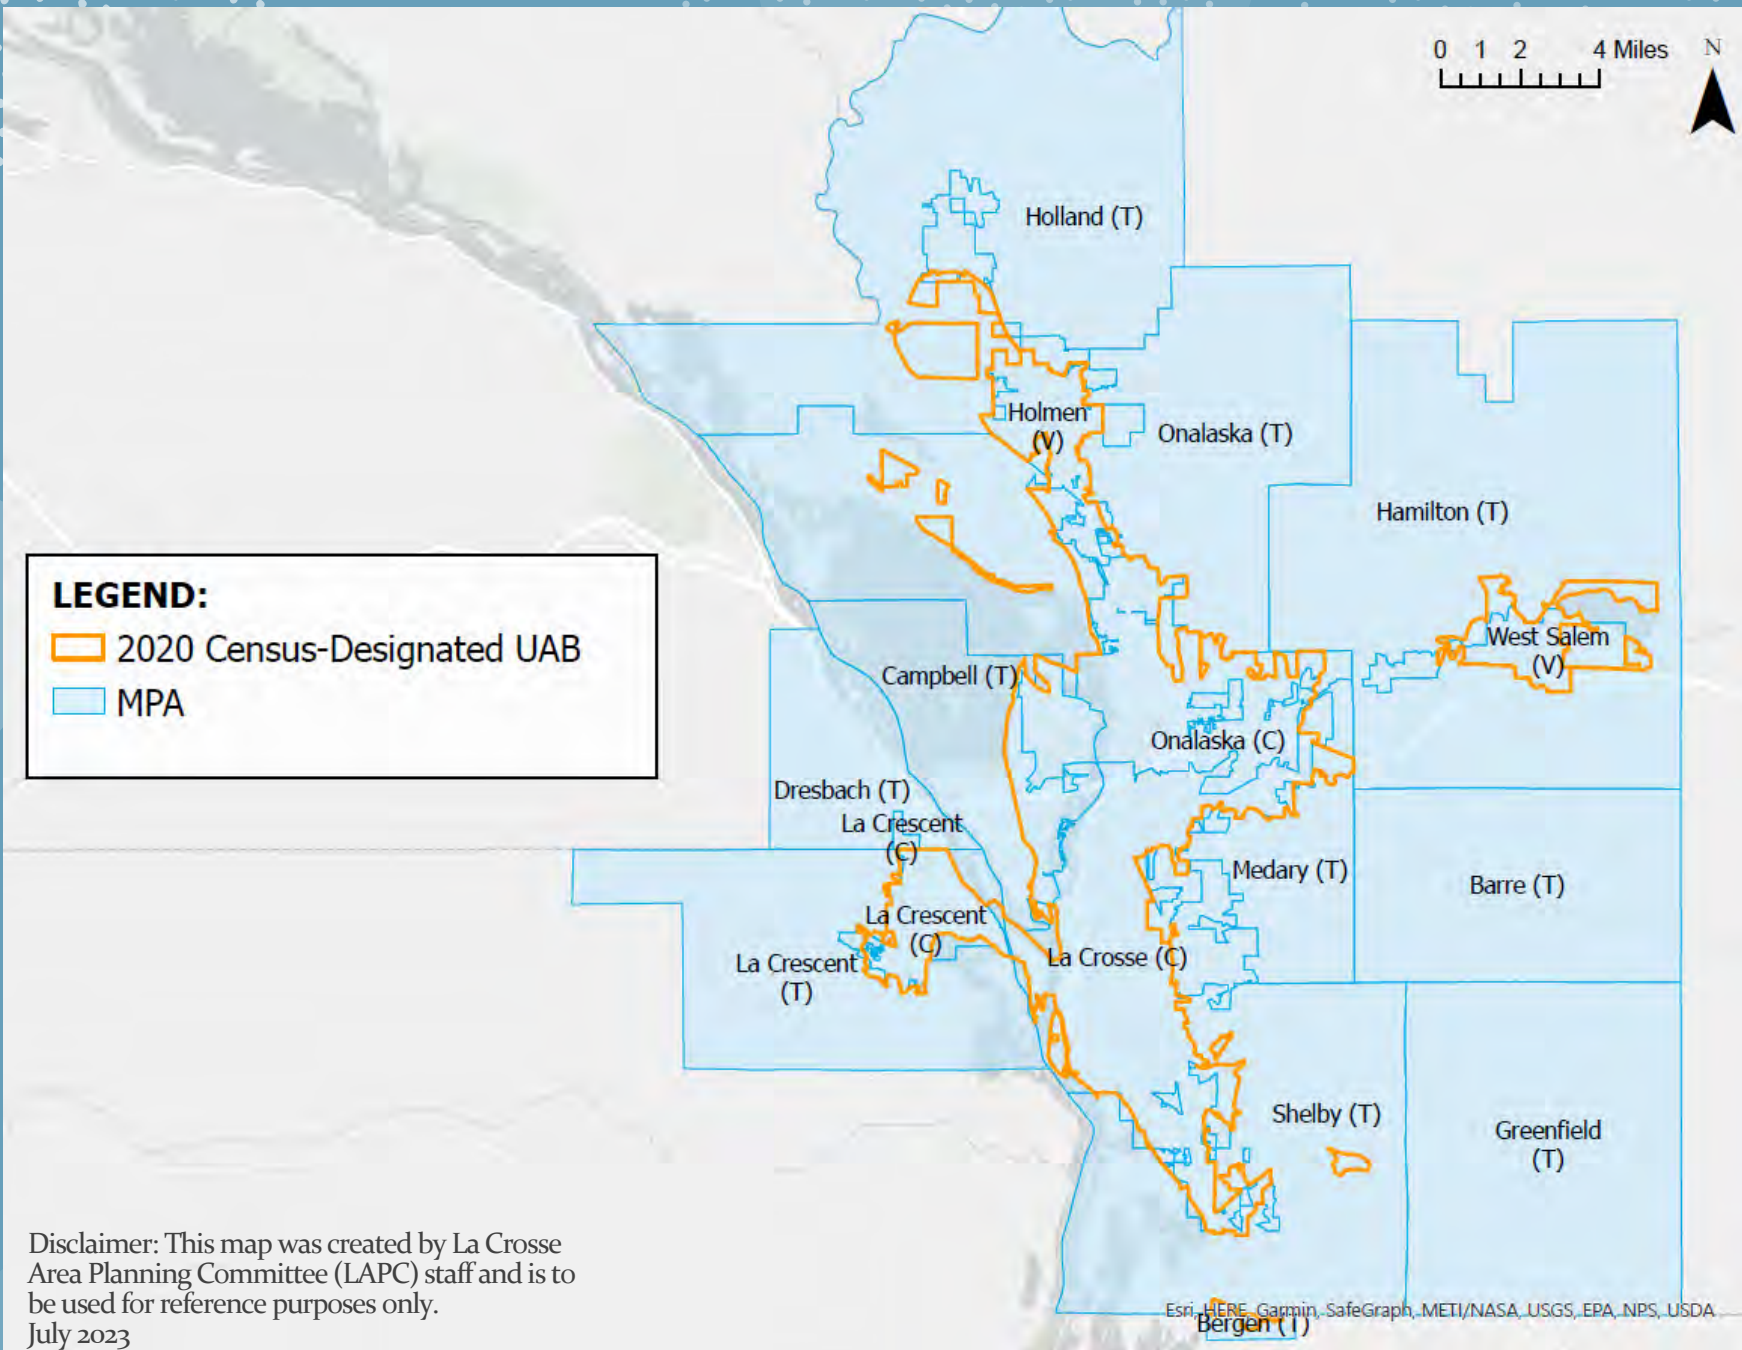 0 1 2 4 Miles N
Holland (T)
Holmen
(V)
Onalaska (T)
Hamilton (T)
LEGEND:
2020 Census-Designated UAB
MPA
West Salem
(V)
Campbell (T)
Onalaska (C)
Dresbach (T)
La Crescent
(C)
Medary (T)
Barre (T)
La Crescent
(C)
La Crosse (C)
La Crescent
(T)
Shelby (T)
Greenfield
(T)
Disclaimer: This map was created by La Crosse
Area Planning Committee (LAPC) staff and is to
be used for reference purposes only.
July 2023
Esri, HERE, Garmin, SafeGraph, METI/NASA, USGS, EPA, NPS, USDA
Bergen (T)